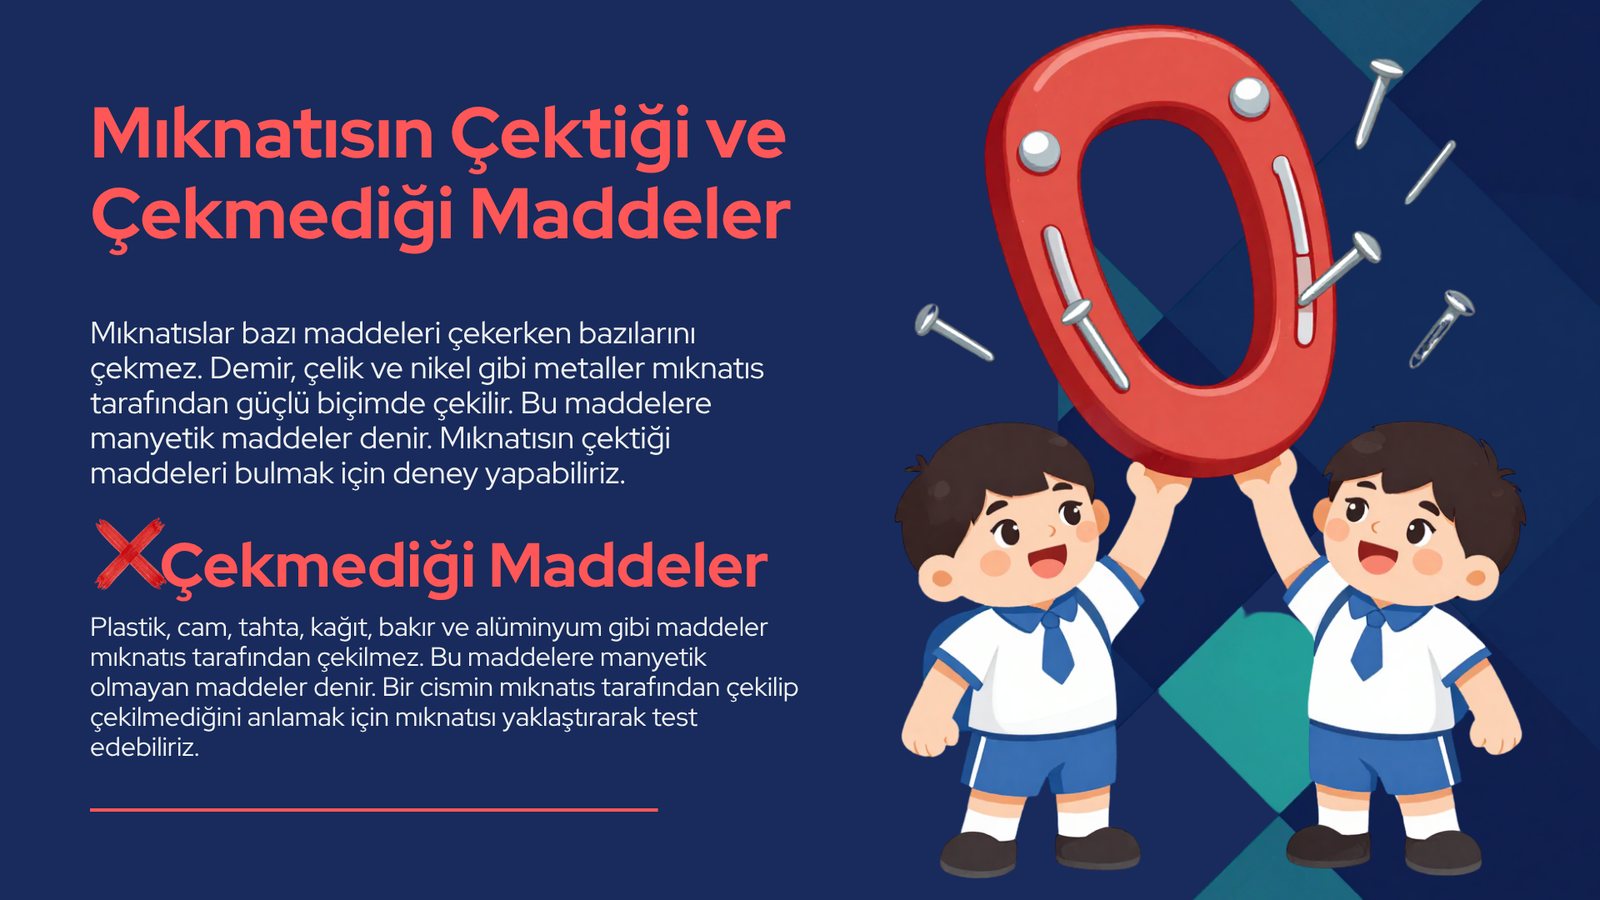 Mıknatısın Çektiği ve
Çekmediği Maddeler
Mıknatıslar bazı maddeleri çekerken bazılarını
çekmez. Demir, çelik ve nikel gibi metaller mıknatıs
tarafından güçlü biçimde çekilir. Bu maddelere
manyetik maddeler denir. Mıknatısın çektiği
maddeleri bulmak için deney yapabiliriz.
Çekmediği Maddeler
Plastik, cam, tahta, kağıt, bakır ve alüminyum gibi maddeler
mıknatıs tarafından çekilmez. Bu maddelere manyetik
olmayan maddeler denir. Bir cismin mıknatıs tarafından çekilip
çekilmediğini anlamak için mıknatısı yaklaştırarak test
edebiliriz.